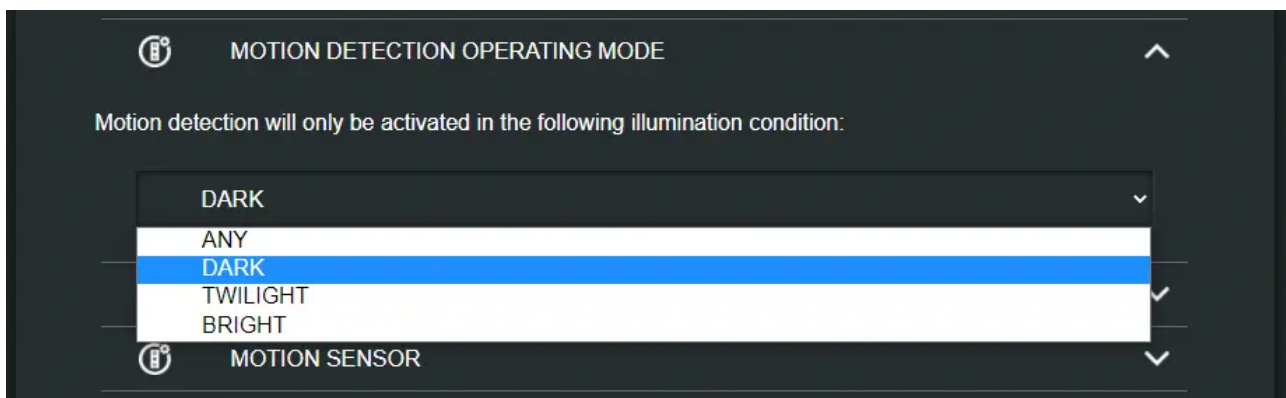 MOTION DETECTION OPERATING MODE
Motion detection will only be activated in the following illumination condition:
DARK
ANY
DARK
TWILIGHT
BRIGHT
MOTION SENSOR